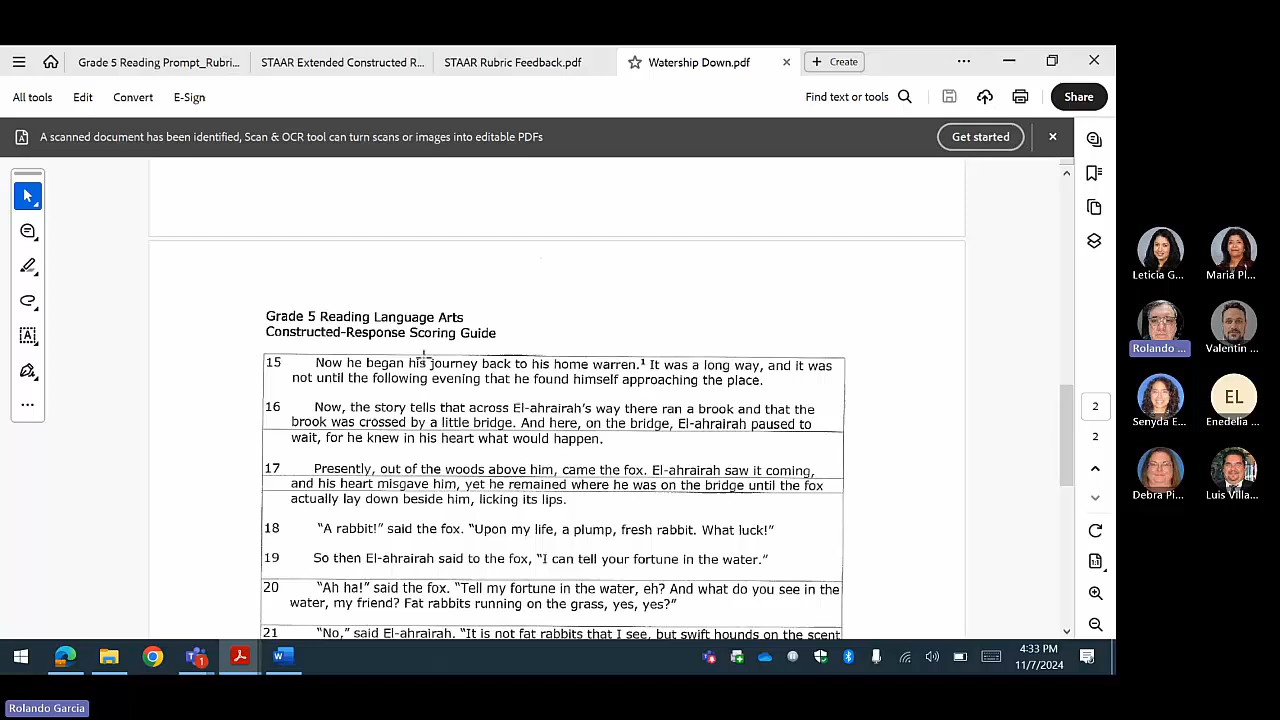 Grade 5 Reading Prompt_Rubri...
STAAR Extended Constructed R...
STAAR Rubric Feedback.pdf
Watership Down.pdf
Create
All tools
Edit
Convert
E-Sign
Find text or tools
Share
A scanned document has been identified, Scan & OCR tool can turn scans or images into editable PDFs
Get started
Grade 5 Reading Language Arts
Constructed-Response Scoring Guide
15 Now he began his journey back to his home warren.¹ It was a long way, and it was
not until the following evening that he found himself approaching the place.
16 Now, the story tells that across El-ahrairah's way there ran a brook and that the
brook was crossed by a little bridge. And here, on the bridge, El-ahrairah paused to
wait, for he knew in his heart what would happen.
17 Presently, out of the woods above him, came the fox. El-ahrairah saw it coming,
and his heart misgave him, yet he remained where he was on the bridge until the fox
actually lay down beside him, licking its lips.
18 "A rabbit!" said the fox. "Upon my life, a plump, fresh rabbit. What luck!"
19 So then El-ahrairah said to the fox, "I can tell your fortune in the water."
20 "Ah ha!" said the fox. "Tell my fortune in the water, eh? And what do you see in the
water, my friend? Fat rabbits running on the grass, yes, yes?"
21 "No," said El-ahrairah. "It is not fat rabbits that I see, but swift hounds on the scent
2
2
4:33 PM
11/7/2024
Leticia G...
Maria Pl...
Rolando ...
Valentin ...
Senyda E...
EL
Enedelia ...
Debra Pi...
Luis Villa...
Rolando Garcia